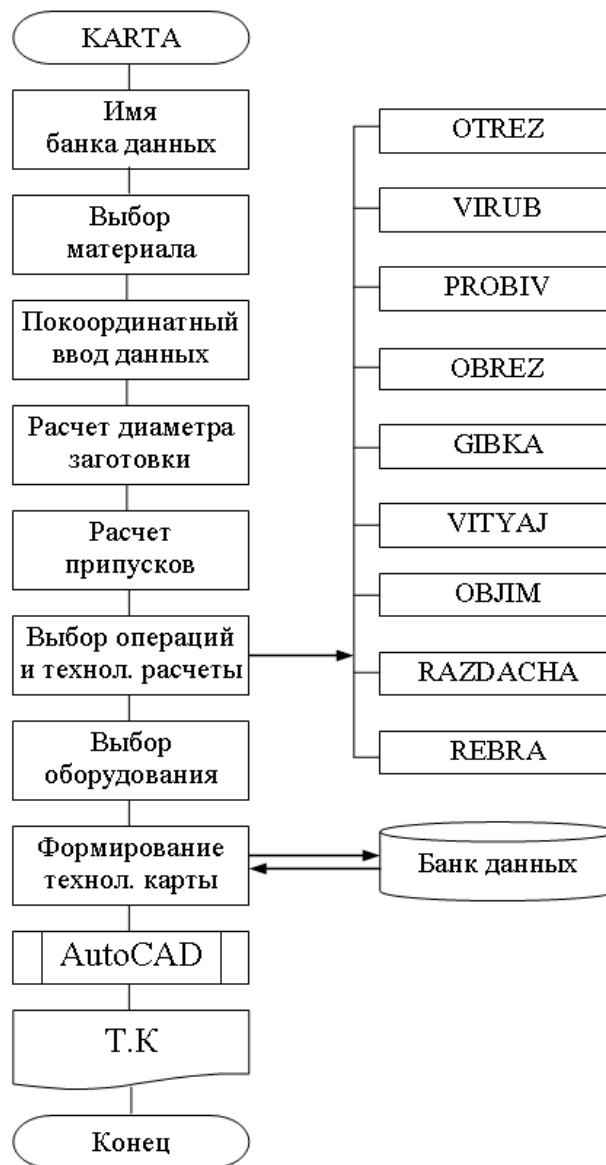 KARTA
Имя
банка данных
Выбор
материала
Покоординатный
ввод данных
Расчет диаметра
заготовки
Расчет
припусков
Выбор операций
и технол. расчеты
Выбор
оборудования
Формирование
технол. карты
AutoCAD
Т.К
Конец
OTREZ
VIRUB
PROBIV
OBREZ
GIBKA
VITYAJ
OBJIM
RAZDACHA
REBRA
Банк данных